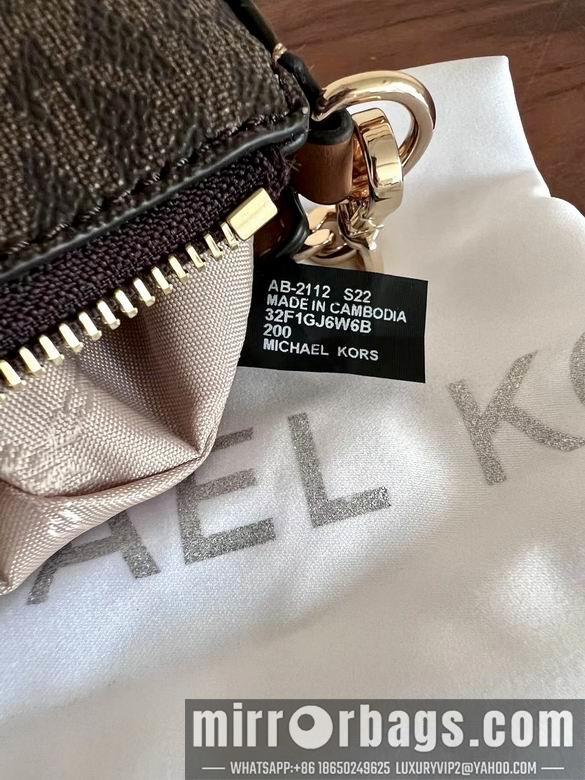 AB-2112 S22
MADE IN CAMBODIA
32F1GJ6W6B
200
MICHAEL KORS
AEL KO
mirrorbags.com
WHATSAPP:+86 18650249625 LUXURYVIP2@YAHOO.COM